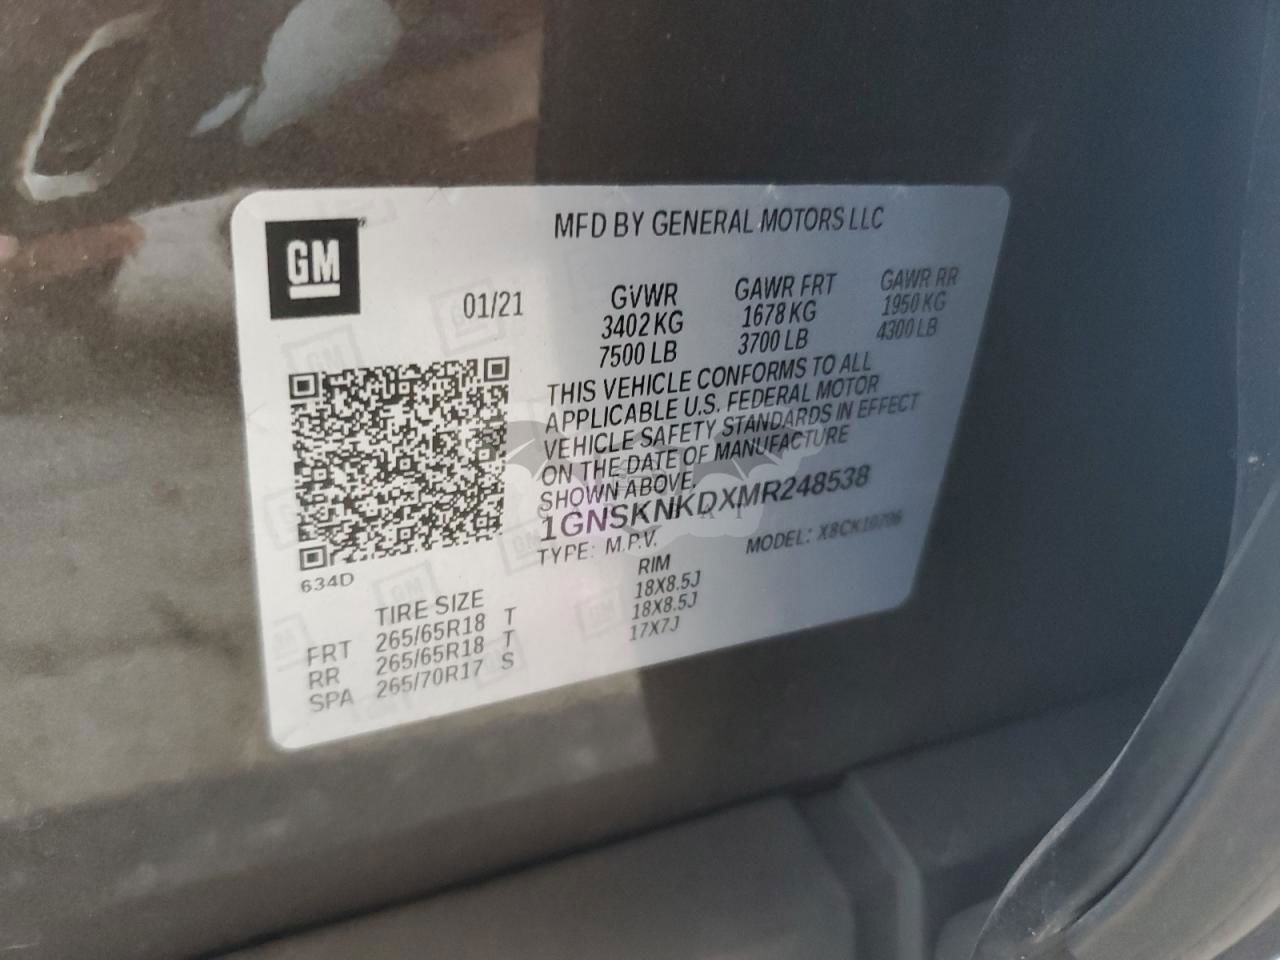 GM
MFD BY GENERAL MOTORS LLC
01/21
GVWR GAWR FRT GAWR RR
3402 KG 1678 KG 1950 KG
7500 LB 3700 LB 4300 LB
THIS VEHICLE CONFORMS TO ALL
APPLICABLE U.S. FEDERAL MOTOR
VEHICLE SAFETY STANDARDS IN EFFECT
ON THE DATE OF MANUFACTURE
SHOWN ABOVE.
1GNSKNKDXMR248538
TYPE: M.P.V. MODEL: X8CK10706
634D
TIRE SIZE RIM
FRT 265/65R18 T 18X8.5J
RR 265/65R18 T 18X8.5J
SPA 265/70R17 S 17X7J